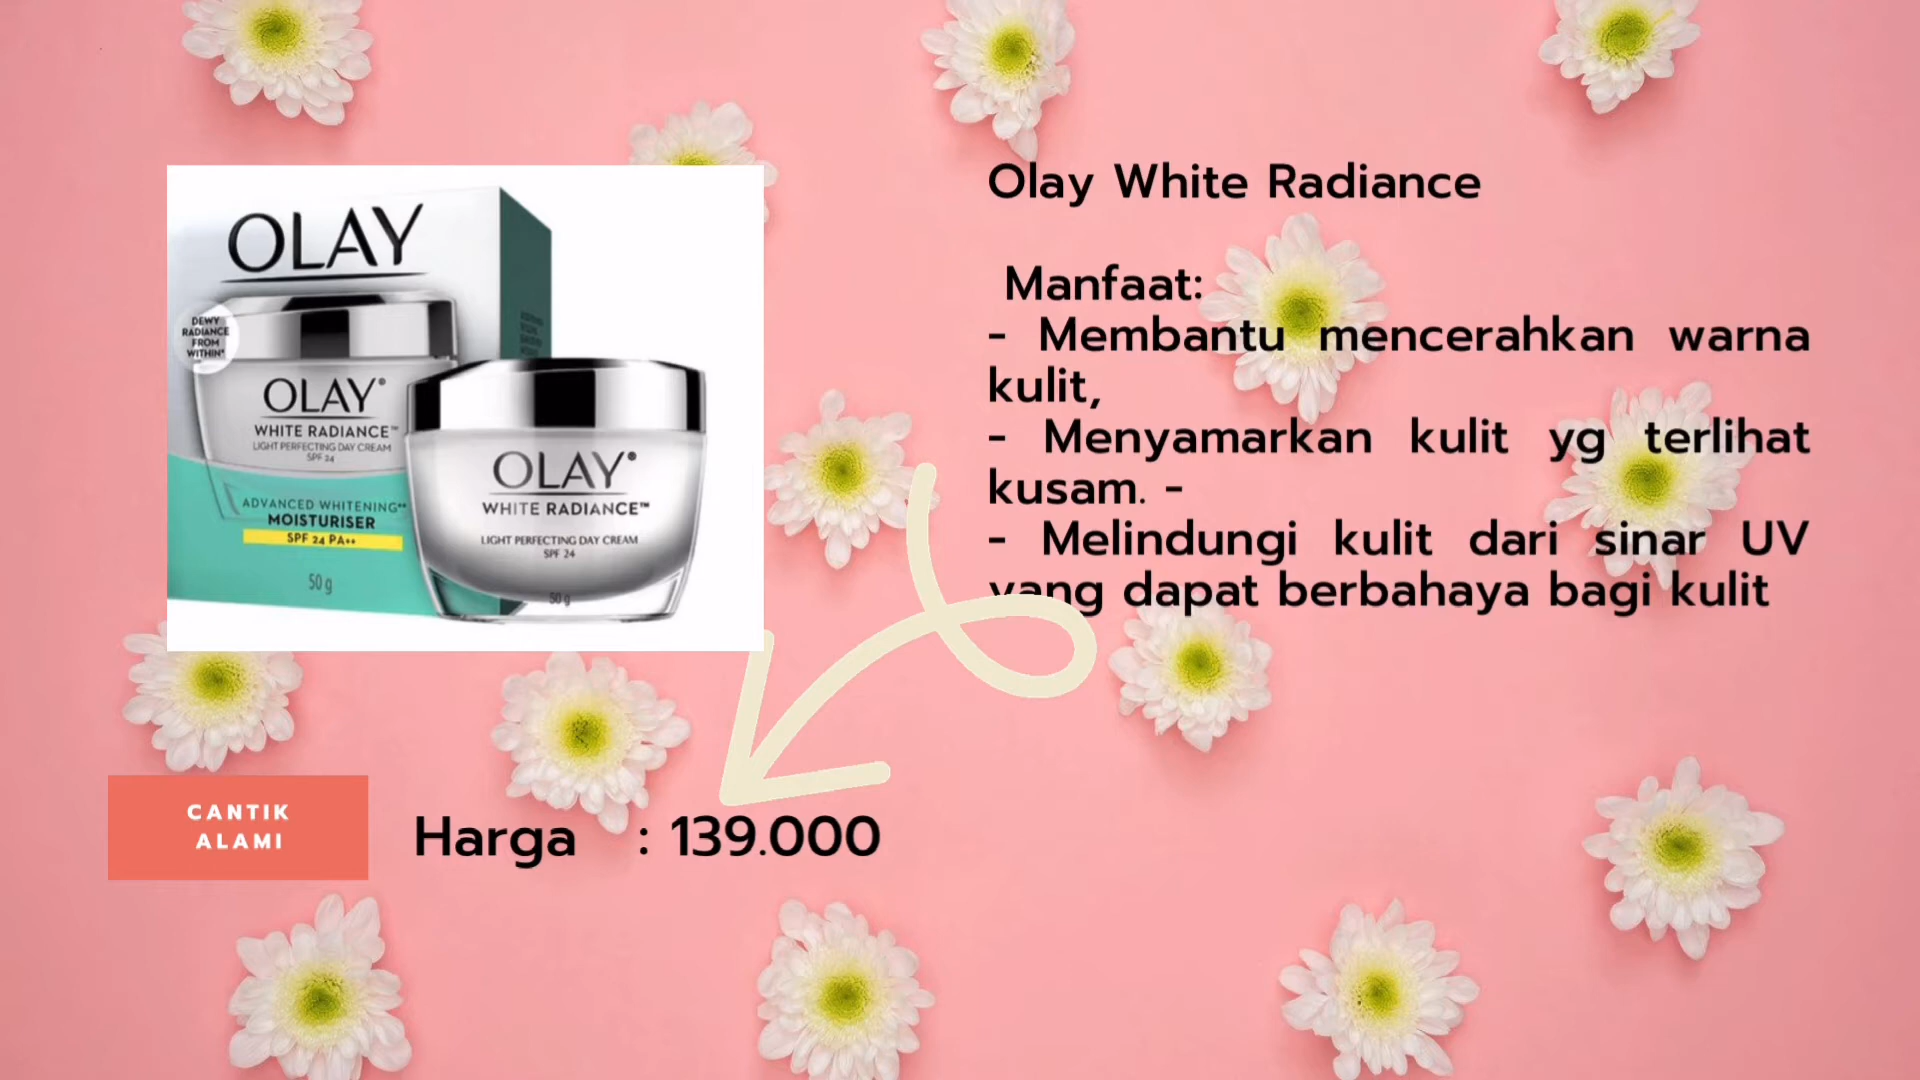 OLAY
DEWY
RADIANCE
FROM
WITHIN*
OLAY®
WHITE RADIANCE™
LIGHT PERFECTING DAY CREAM
SPF 24
ADVANCED WHITENING**
MOISTURISER
SPF 24 PA++
50 g
OLAY®
WHITE RADIANCE™
LIGHT PERFECTING DAY CREAM
SPF 24
50 g
Olay White Radiance
Manfaat:
- Membantu mencerahkan warna
kulit,
- Menyamarkan kulit yg terlihat
kusam. -
- Melindungi kulit dari sinar UV
yang dapat berbahaya bagi kulit
CANTIK
ALAMI
Harga : 139.000